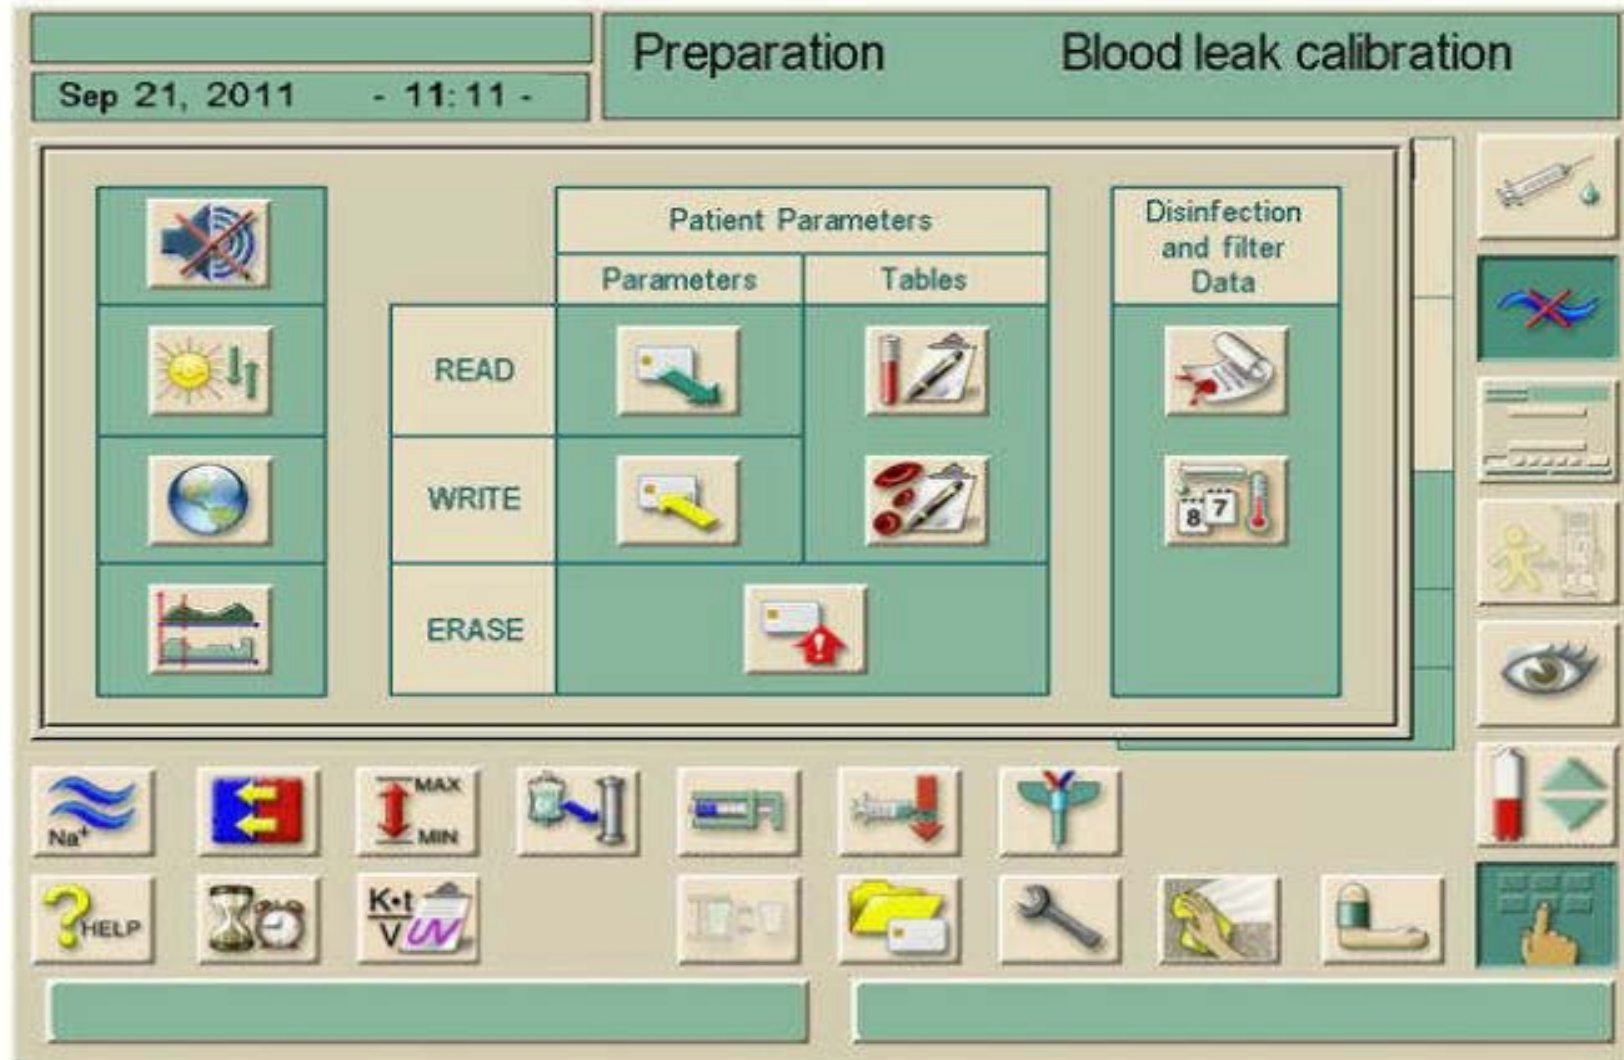 Preparation Blood leak calibration
Sep 21, 2011 - 11:11 -
Patient Parameters
Disinfection
and filter
Data
Parameters Tables
READ
WRITE
8 7
ERASE
Na+
MAX
MIN
HELP
K•t
V UV